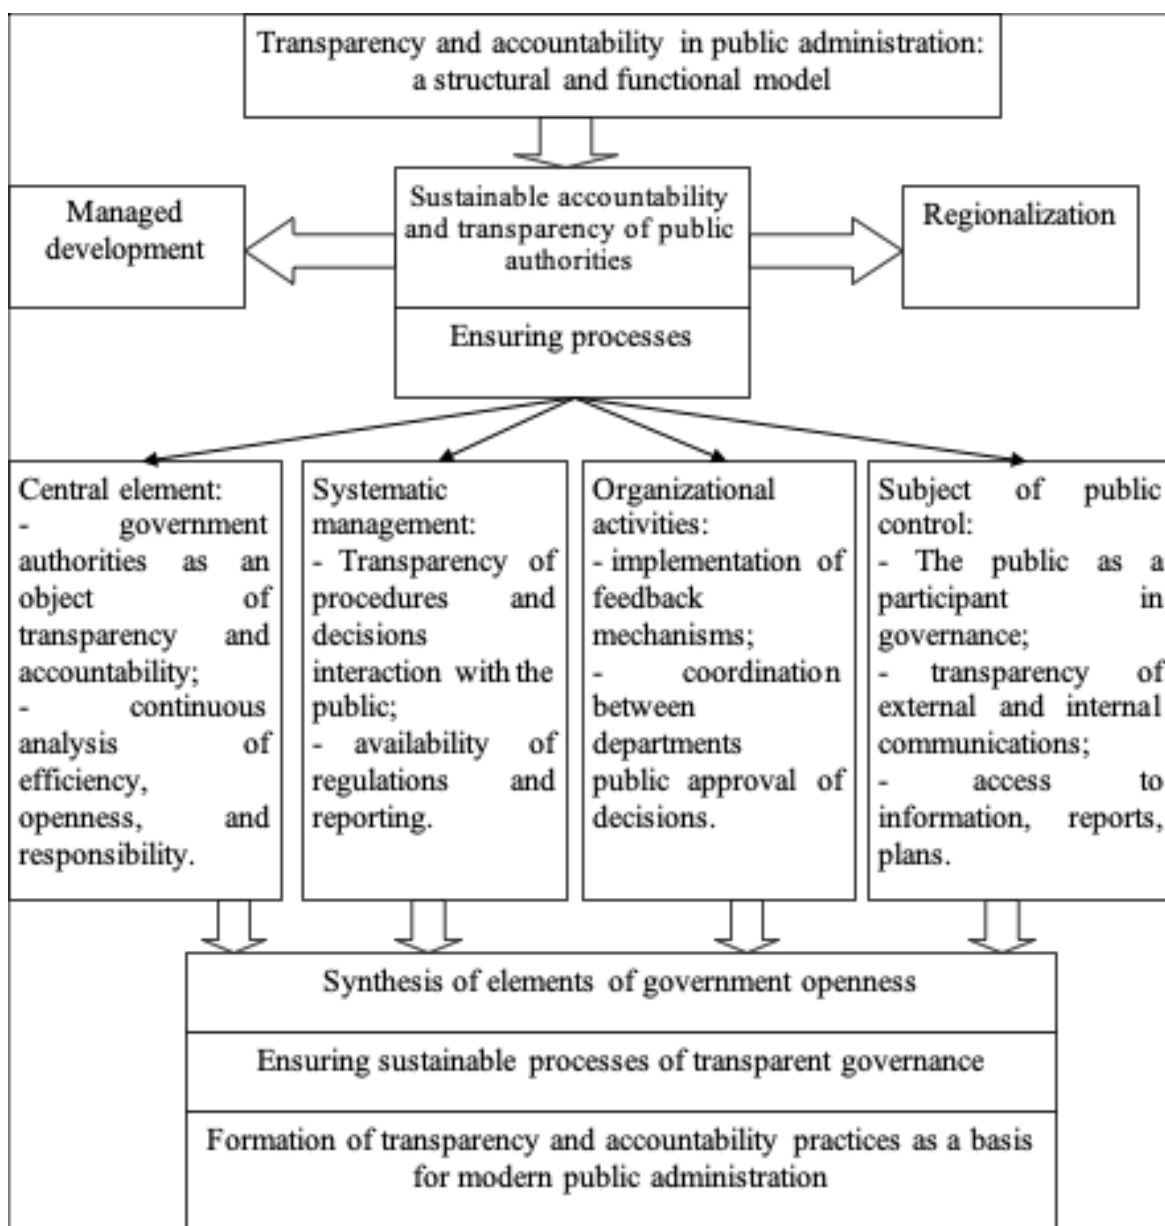 Transparency and accountability in public administration:
a structural and functional model
Managed
development
Sustainable accountability
and transparency of public
authorities
Regionalization
Ensuring processes
Central element:
- government
authorities as an
object of
transparency and
accountability;
- continuous
analysis of
efficiency,
openness, and
responsibility.
Systematic
management:
- Transparency of
procedures and
decisions
interaction with the
public;
- availability of
regulations and
reporting.
Organizational
activities:
- implementation of
feedback
mechanisms;
- coordination
between
departments
public approval of
decisions.
Subject of public
control:
- The public as a
participant in
governance;
- transparency of
external and internal
communications;
- access to
information, reports,
plans.
Synthesis of elements of government openness
Ensuring sustainable processes of transparent governance
Formation of transparency and accountability practices as a basis
for modern public administration